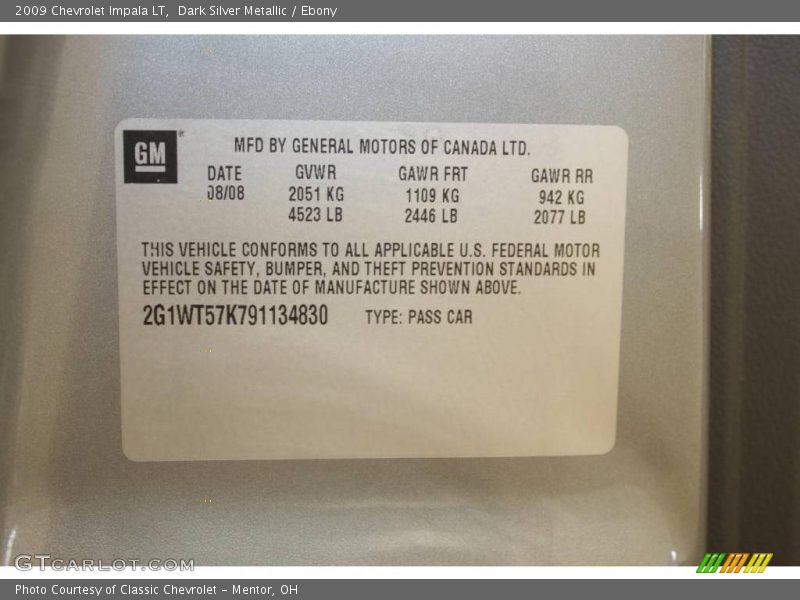 2009 Chevrolet Impala LT, Dark Silver Metallic / Ebony
GM
MFD BY GENERAL MOTORS OF CANADA LTD.
DATE GVWR GAWR FRT GAWR RR
08/08 2051 KG 1109 KG 942 KG
4523 LB 2446 LB 2077 LB
THIS VEHICLE CONFORMS TO ALL APPLICABLE U.S. FEDERAL MOTOR
VEHICLE SAFETY, BUMPER, AND THEFT PREVENTION STANDARDS IN
EFFECT ON THE DATE OF MANUFACTURE SHOWN ABOVE.
2G1WT57K791134830 TYPE: PASS CAR
GTCARLOT.COM
Photo Courtesy of Classic Chevrolet - Mentor, OH